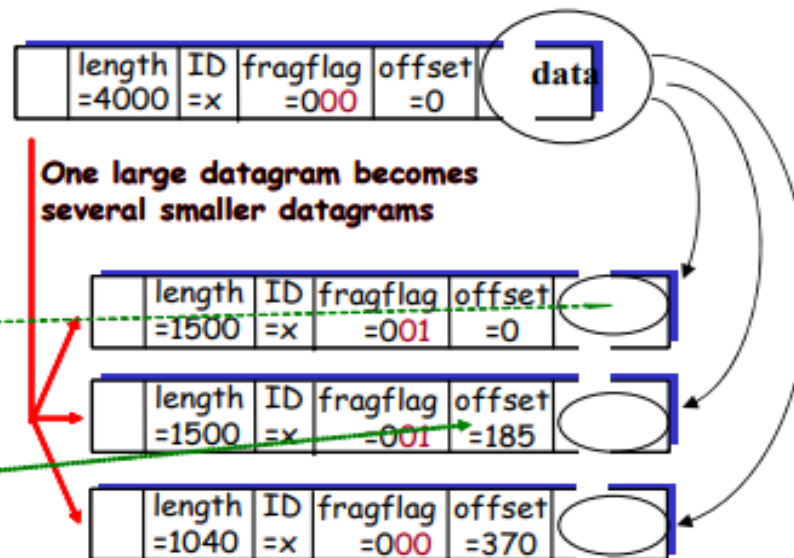 length ID fragflag offset data
=4000 =x =000 =0
One large datagram becomes
several smaller datagrams
length ID fragflag offset
=1500 =x =001 =0
length ID fragflag offset
=1500 =x =001 =185
length ID fragflag offset
=1040 =x =000 =370